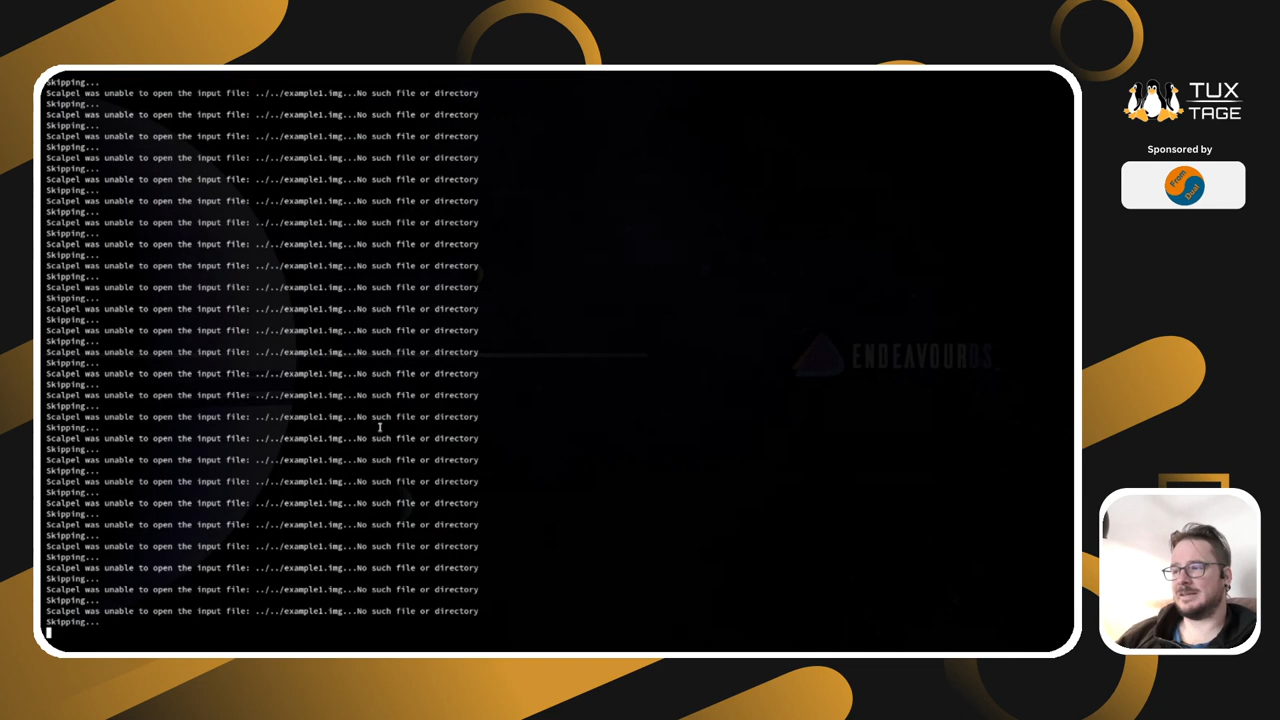 Skipping...
Scalpel was unable to open the input file: ../../example1.img...No such file or directory
Skipping...
Scalpel was unable to open the input file: ../../example1.img...No such file or directory
Skipping...
Scalpel was unable to open the input file: ../../example1.img...No such file or directory
Skipping...
Scalpel was unable to open the input file: ../../example1.img...No such file or directory
Skipping...
Scalpel was unable to open the input file: ../../example1.img...No such file or directory
Skipping...
Scalpel was unable to open the input file: ../../example1.img...No such file or directory
Skipping...
Scalpel was unable to open the input file: ../../example1.img...No such file or directory
Skipping...
Scalpel was unable to open the input file: ../../example1.img...No such file or directory
Skipping...
Scalpel was unable to open the input file: ../../example1.img...No such file or directory
Skipping...
Scalpel was unable to open the input file: ../../example1.img...No such file or directory
Skipping...
Scalpel was unable to open the input file: ../../example1.img...No such file or directory
Skipping...
Scalpel was unable to open the input file: ../../example1.img...No such file or directory
Skipping...
Scalpel was unable to open the input file: ../../example1.img...No such file or directory
Skipping...
Scalpel was unable to open the input file: ../../example1.img...No such file or directory
Skipping...
Scalpel was unable to open the input file: ../../example1.img...No such file or directory
Skipping...
Scalpel was unable to open the input file: ../../example1.img...No such file or directory
Skipping...
Scalpel was unable to open the input file: ../../example1.img...No such file or directory
Skipping...
Scalpel was unable to open the input file: ../../example1.img...No such file or directory
Skipping...
Scalpel was unable to open the input file: ../../example1.img...No such file or directory
Skipping...
Scalpel was unable to open the input file: ../../example1.img...No such file or directory
Skipping...
Scalpel was unable to open the input file: ../../example1.img...No such file or directory
Skipping...
Scalpel was unable to open the input file: ../../example1.img...No such file or directory
Skipping...
Scalpel was unable to open the input file: ../../example1.img...No such file or directory
Skipping...
Scalpel was unable to open the input file: ../../example1.img...No such file or directory
Skipping...
Scalpel was unable to open the input file: ../../example1.img...No such file or directory
Skipping...
ENDEAVOUROS
TUX
TAGE
Sponsored by
From
Dual